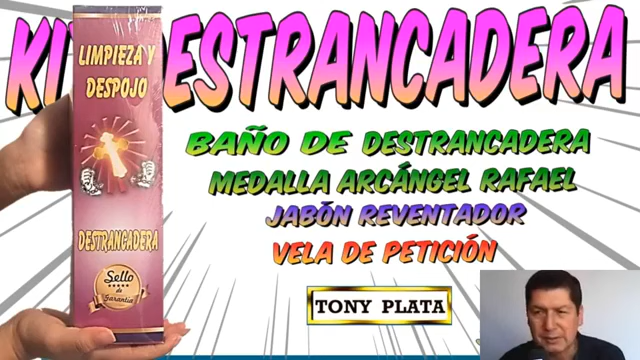 KIT DESTRANCADERA
LIMPIEZA Y
DESPOJO
DESTRANCADERA
Sello
de
Garantía
BAÑO DE DESTRANCADERA
MEDALLA ARCÁNGEL RAFAEL
JABÓN REVENTADOR
VELA DE PETICIÓN
TONY PLATA